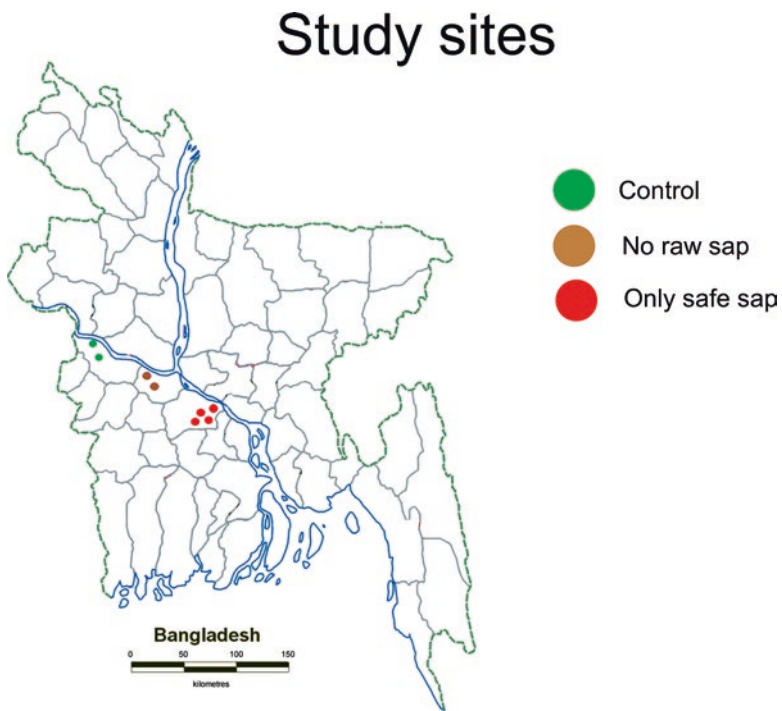 Study sites
Control
No raw sap
Only safe sap
Bangladesh
0 50 100 150
kilometres